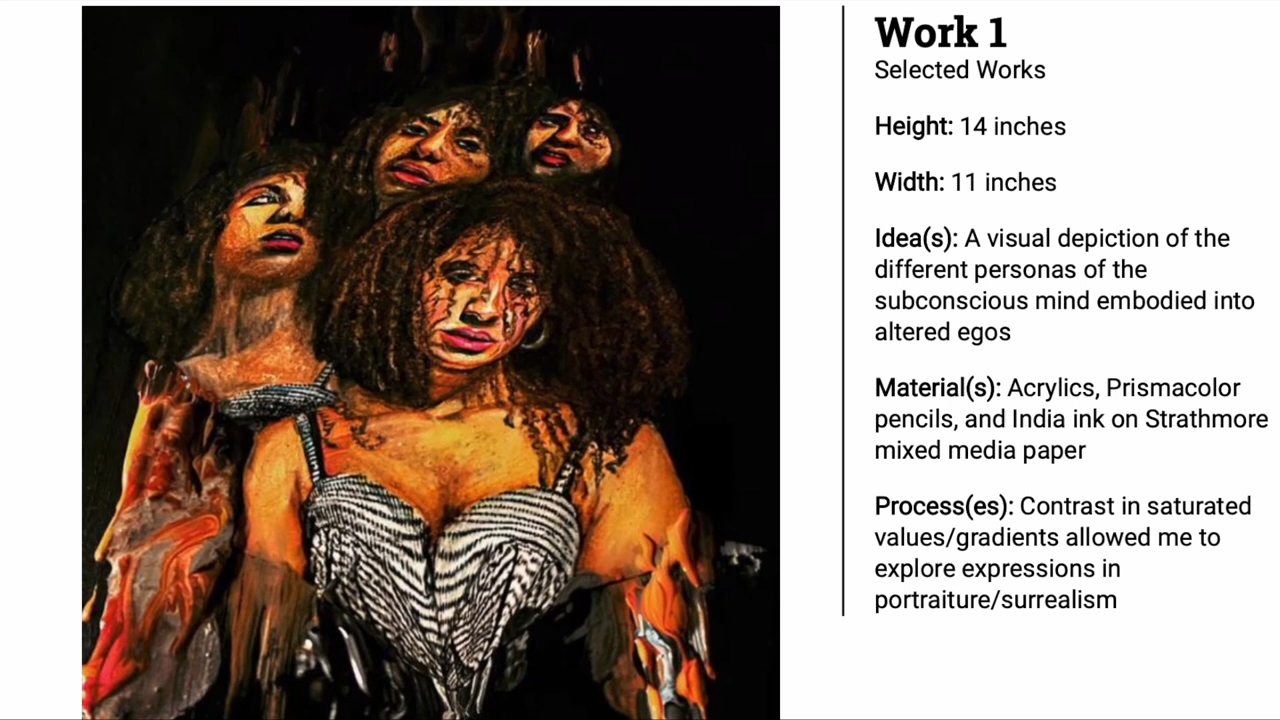 Work 1
Selected Works
Height: 14 inches
Width: 11 inches
Idea(s): A visual depiction of the
different personas of the
subconscious mind embodied into
altered egos
Material(s): Acrylics, Prismacolor
pencils, and India ink on Strathmore
mixed media paper
Process(es): Contrast in saturated
values/gradients allowed me to
explore expressions in
portraiture/surrealism